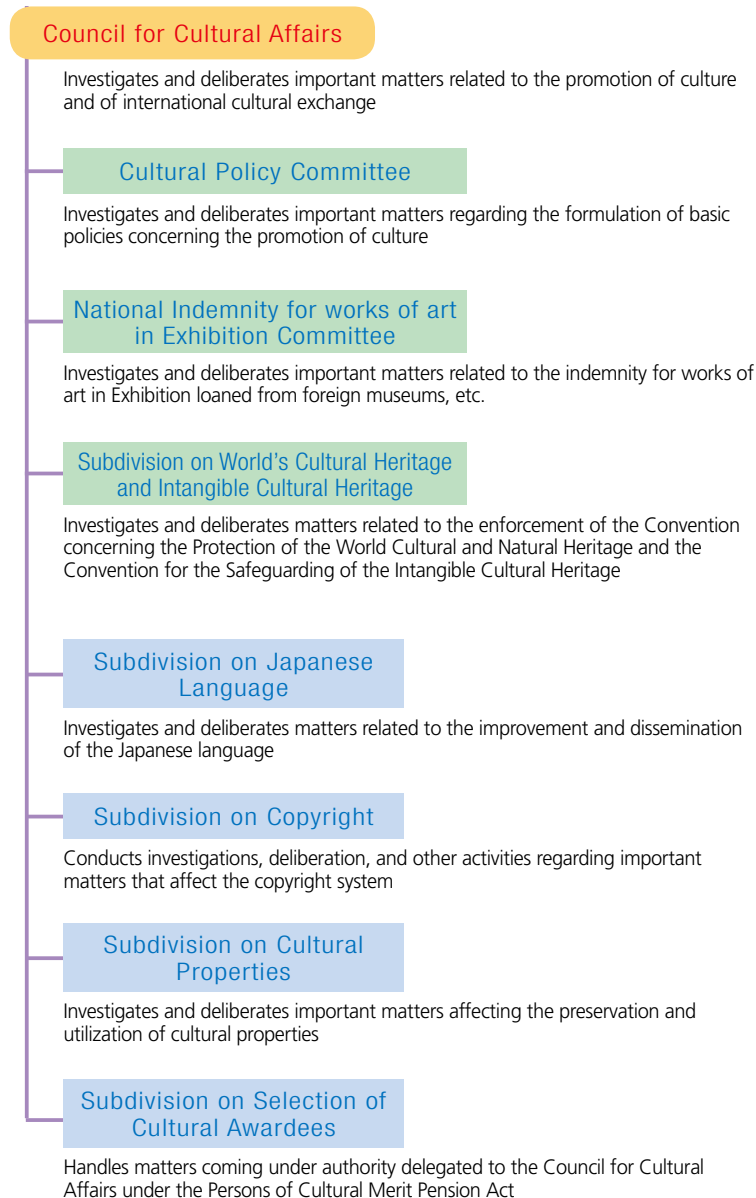 Council for Cultural Affairs
Investigates and deliberates important matters related to the promotion of culture
and of international cultural exchange
Cultural Policy Committee
Investigates and deliberates important matters regarding the formulation of basic
policies concerning the promotion of culture
National Indemnity for works of art
in Exhibition Committee
Investigates and deliberates important matters related to the indemnity for works of
art in Exhibition loaned from foreign museums, etc.
Subdivision on World's Cultural Heritage
and Intangible Cultural Heritage
Investigates and deliberates matters related to the enforcement of the Convention
concerning the Protection of the World Cultural and Natural Heritage and the
Convention for the Safeguarding of the Intangible Cultural Heritage
Subdivision on Japanese
Language
Investigates and deliberates matters related to the improvement and dissemination
of the Japanese language
Subdivision on Copyright
Conducts investigations, deliberation, and other activities regarding important
matters that affect the copyright system
Subdivision on Cultural
Properties
Investigates and deliberates important matters affecting the preservation and
utilization of cultural properties
Subdivision on Selection of
Cultural Awardees
Handles matters coming under authority delegated to the Council for Cultural
Affairs under the Persons of Cultural Merit Pension Act